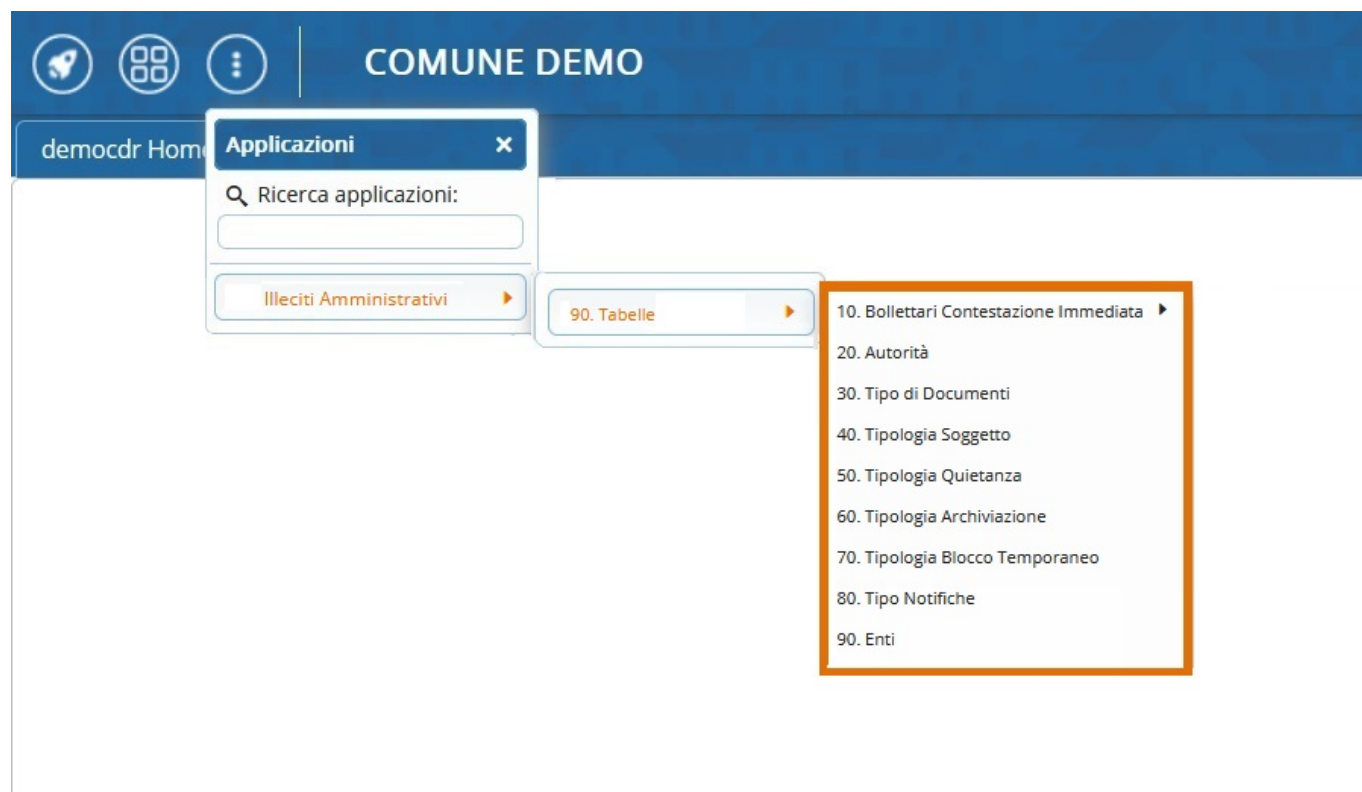 COMUNE DEMO
democdr Hom
Applicazioni
Ricerca applicazioni:
Illeciti Amministrativi
90. Tabelle
10. Bollettari Contestazione Immediata
20. Autorità
30. Tipo di Documenti
40. Tipologia Soggetto
50. Tipologia Quietanza
60. Tipologia Archiviazione
70. Tipologia Blocco Temporaneo
80. Tipo Notifiche
90. Enti